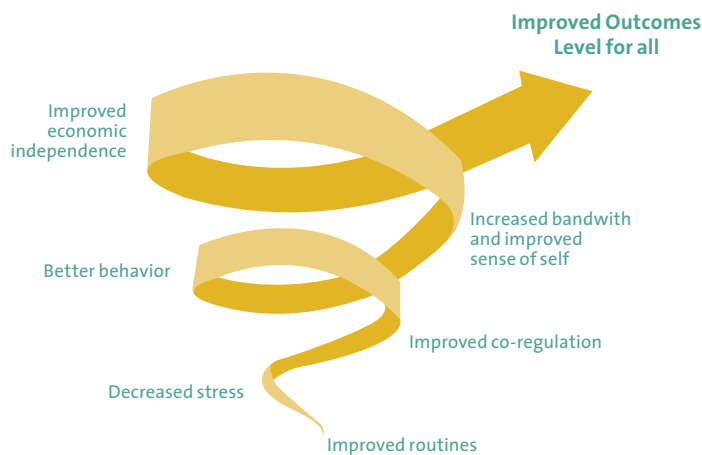 Improved Outcomes
Level for all
Improved
economic
independence
Increased bandwith
and improved
sense of self
Better behavior
Improved co-regulation
Decreased stress
Improved routines